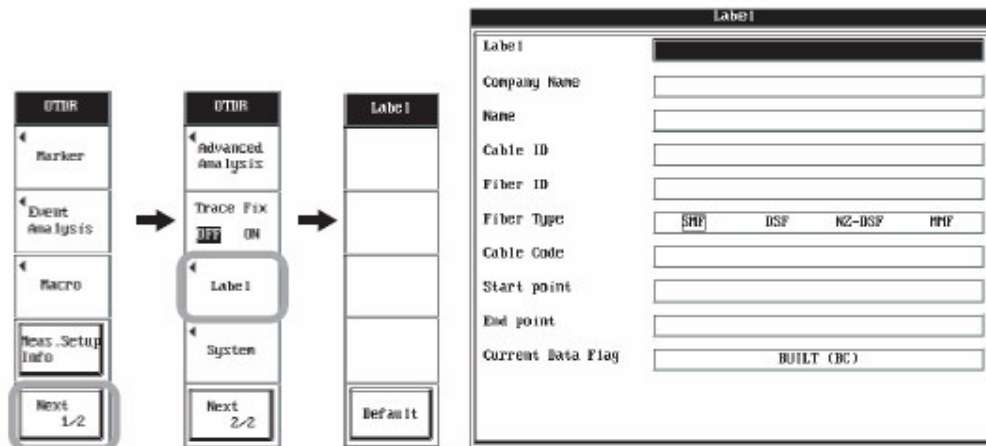 OTDR
Marker
Event
Analysis
Macro
Meas.Setup
Info
Next
1/2
OTDR
Advanced
Analysis
Trace Fix
OFF ON
Label
System
Next
2/2
Label
Default
Label
Label
Company Name
Name
Cable ID
Fiber ID
Fiber Type SMF DSF NZ-DSF MMF
Cable Code
Start point
End point
Current Data Flag BUILT (BC)